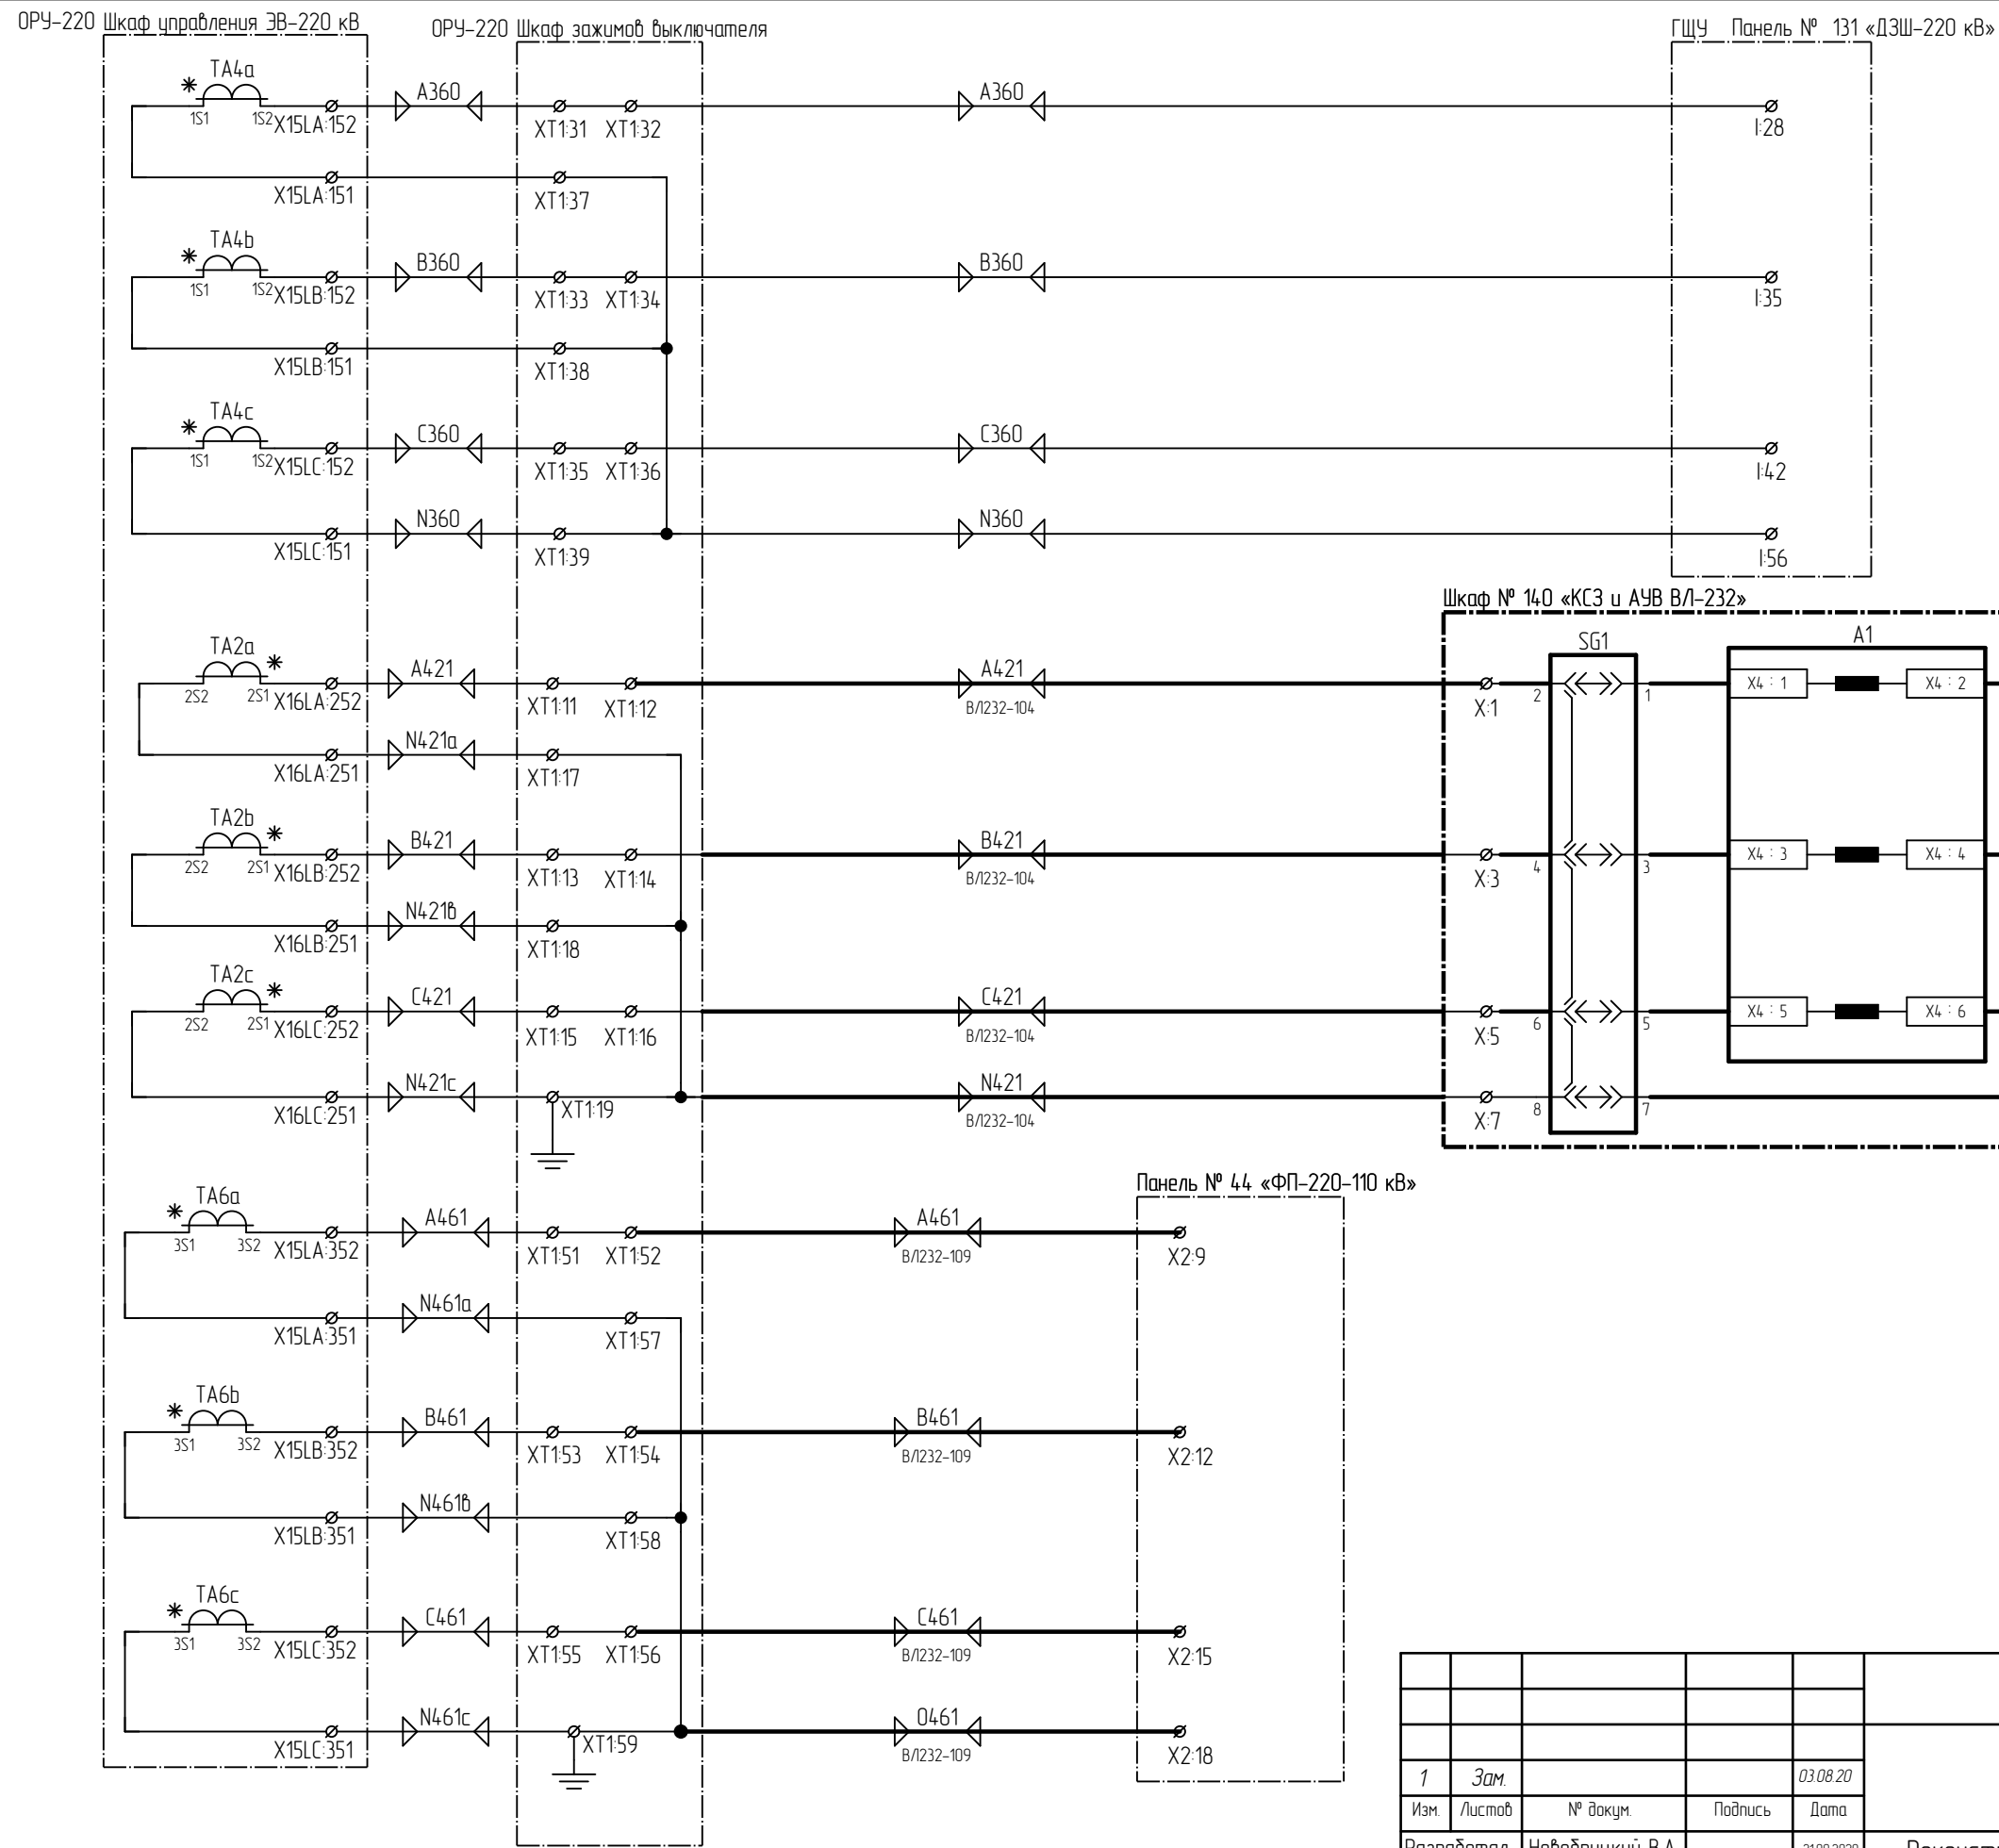 ОРУ-220 Шкаф управления ЭВ-220 кВ
ОРУ-220 Шкаф зажимов выключателя
ГЩУ Панель № 131 «ДЗШ-220 кВ»
TA4a
*
1S1 1S2
X15LA:152
A360
XT1:31 XT1:32
A360
I:28
X15LA:151
XT1:37
TA4b
*
1S1 1S2
X15LB:152
B360
XT1:33 XT1:34
B360
I:35
X15LB:151
XT1:38
TA4c
*
1S1 1S2
X15LC:152
C360
XT1:35 XT1:36
C360
I:42
X15LC:151
N360
XT1:39
N360
I:56
Шкаф № 140 «КСЗ и АУВ ВЛ-232»
SG1
A1
TA2a
*
2S2 2S1
X16LA:252
A421
XT1:11 XT1:12
A421
ВЛ232-104
X:1
2 1
X4 : 1 X4 : 2
X16LA:251
N421a
XT1:17
TA2b
*
2S2 2S1
X16LB:252
B421
XT1:13 XT1:14
B421
ВЛ232-104
X:3
4 3
X4 : 3 X4 : 4
X16LB:251
N421в
XT1:18
TA2c
*
2S2 2S1
X16LC:252
C421
XT1:15 XT1:16
C421
ВЛ232-104
X:5
6 5
X4 : 5 X4 : 6
X16LC:251
N421c
XT1:19
N421
ВЛ232-104
X:7
8 7
Панель № 44 «ФП-220-110 кВ»
TA6a
*
3S1 3S2
X15LA:352
A461
XT1:51 XT1:52
A461
ВЛ232-109
X2:9
X15LA:351
N461a
XT1:57
TA6b
*
3S1 3S2
X15LB:352
B461
XT1:53 XT1:54
B461
ВЛ232-109
X2:12
X15LB:351
N461в
XT1:58
TA6c
*
3S1 3S2
X15LC:352
C461
XT1:55 XT1:56
C461
ВЛ232-109
X2:15
X15LC:351
N461c
XT1:59
O461
ВЛ232-109
X2:18
1 Зам. 03.08.20
Изм. Листов № докум. Подпись Дата
Разработал